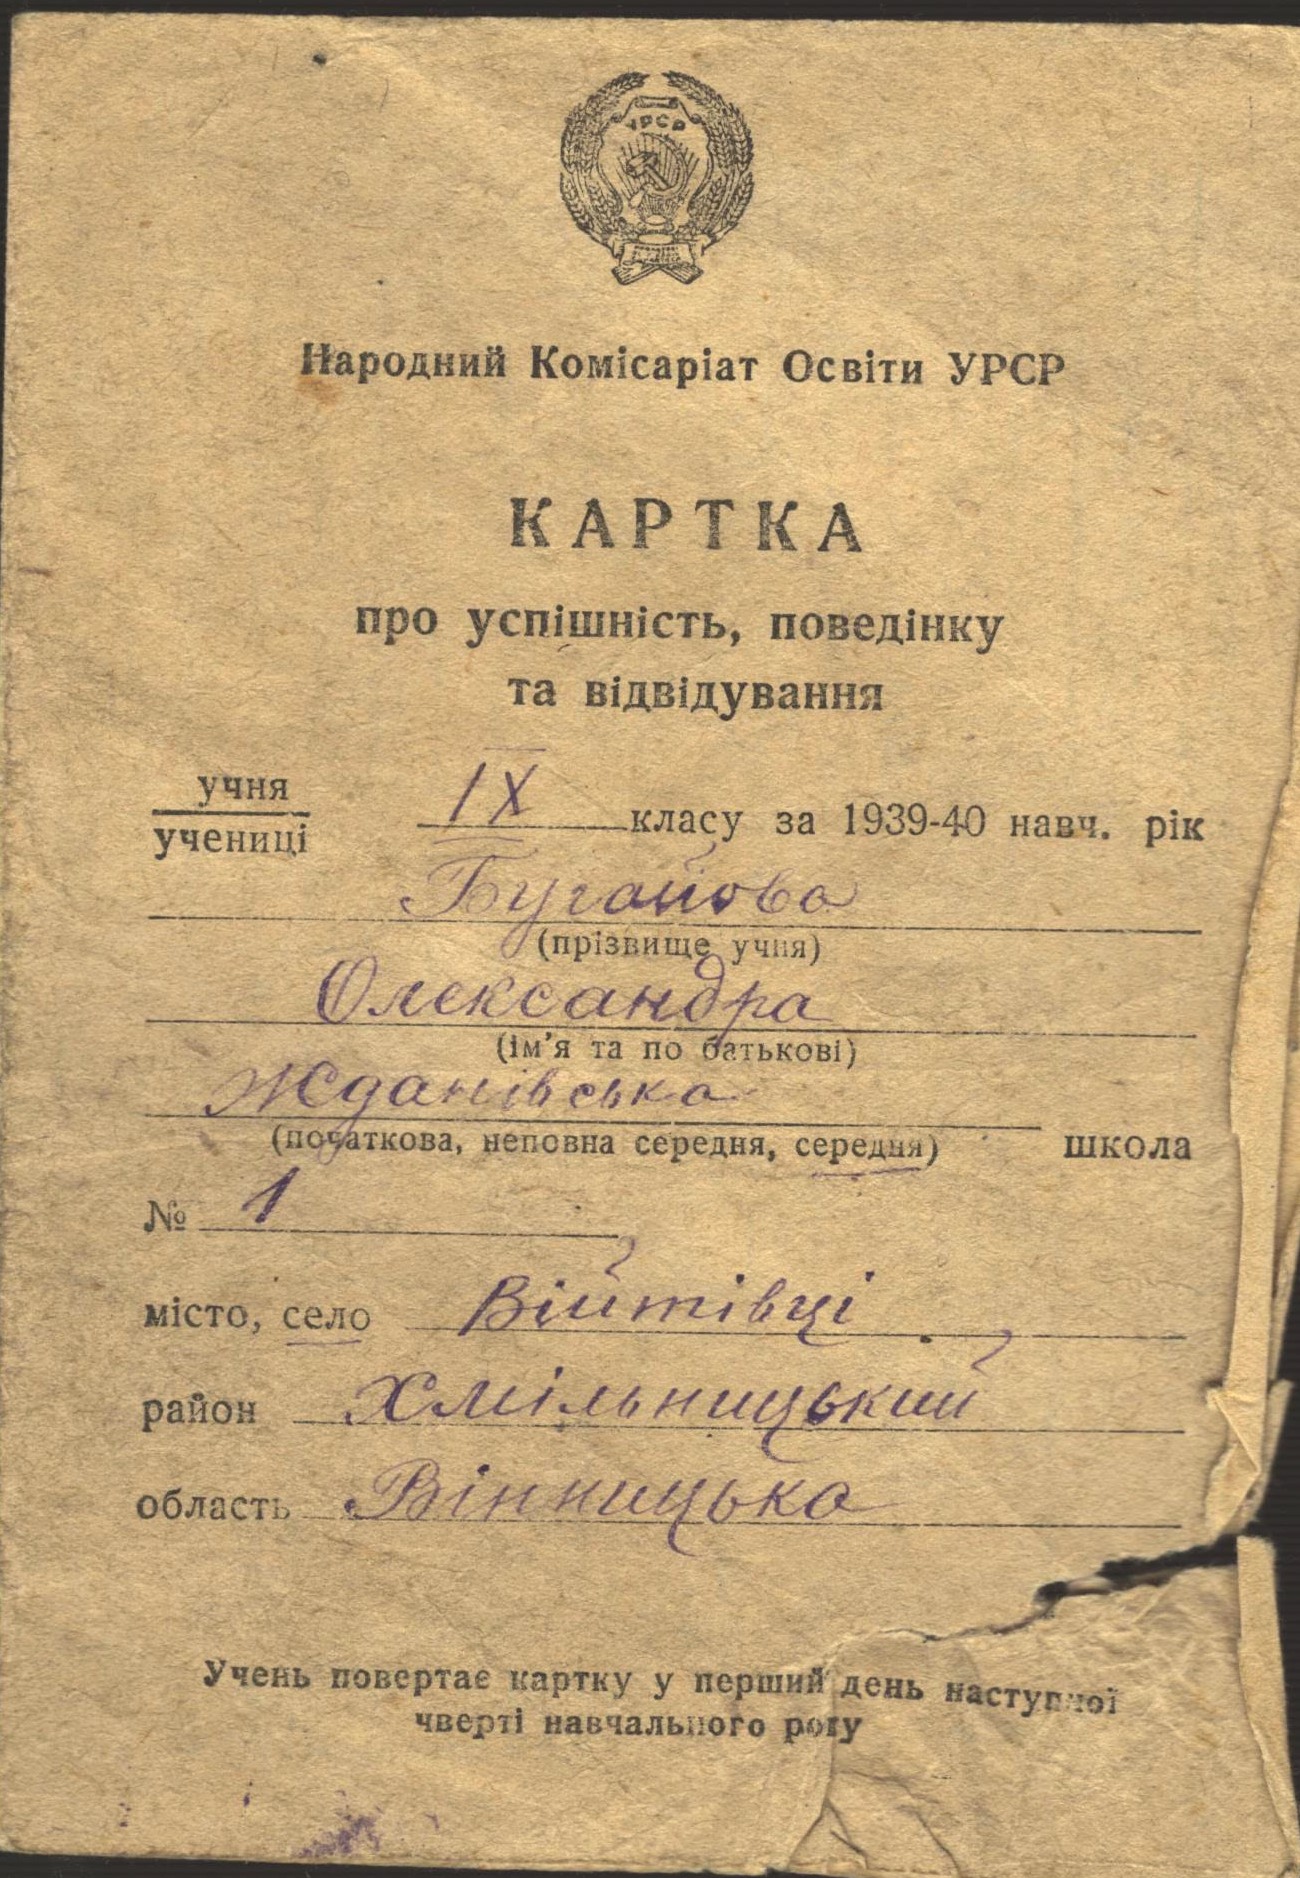 УРСР
Народний Комісаріат Освіти УРСР
КАРТКА
про успішність, поведінку
та відвідування
учня
учениці
IX класу за 1939-40 навч. рік
Бугайова
(прізвище учня)
Олександра
(ім'я та по батькові)
Жданівська
(початкова, неповна середня, середня) школа
№ 1
місто, село Війтівці
район Хмільницький
область Вінницька
Учень повертає картку у перший день наступної
чверті навчального року